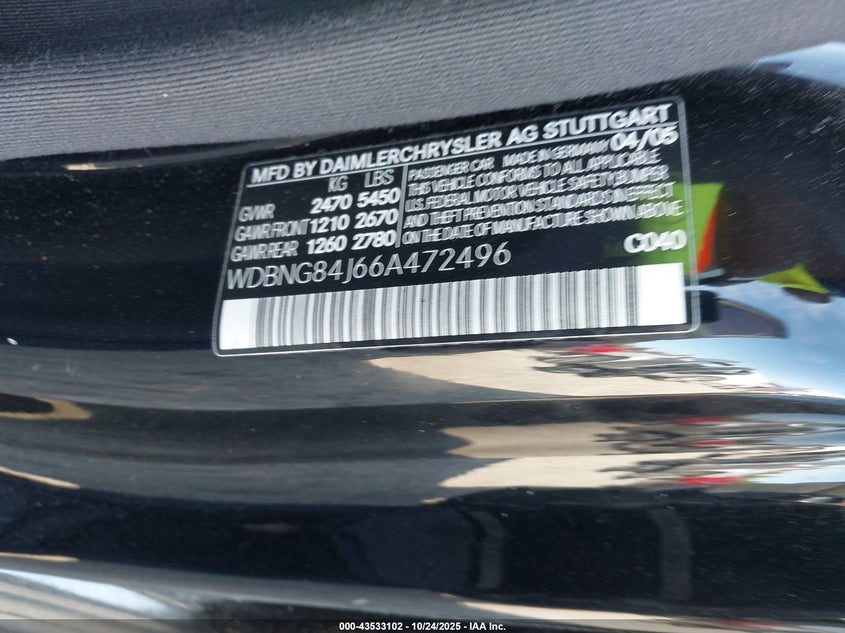 MFD BY DAIMLERCHRYSLER AG STUTTGART
KG LBS
GVWR 2470 5450
GAWR FRONT 1210 2670
GAWR REAR 1260 2780
PASSENGER CAR MADE IN GERMANY 04/05
THIS VEHICLE CONFORMS TO ALL APPLICABLE
U.S. FEDERAL MOTOR VEHICLE SAFETY, BUMPER
AND THEFT PREVENTION STANDARDS IN EFFECT
ON THE DATE OF MANUFACTURE SHOWN ABOVE
C040
WDBNG84J66A472496
000-43533102 - 10/24/2025 - IAA Inc.